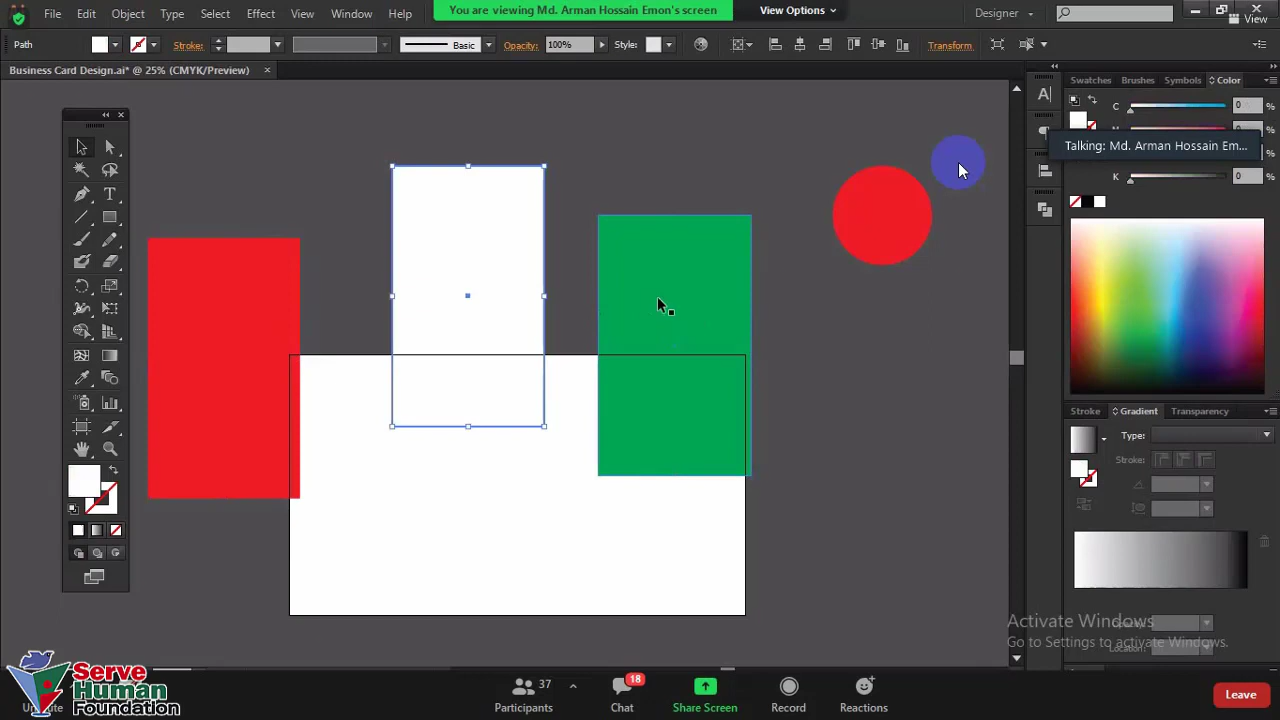 You are viewing Md. Arman Hossain Emon's screen
View Options
File Edit Object Type Select Effect View Window Help
Designer
View
Path
Stroke:
Basic
Opacity: 100%
Style:
Transform
Business Card Design.ai* @ 25% (CMYK/Preview)
Swatches Brushes Symbols Color
C 0 %
Talking: Md. Arman Hossain Em...
%
K 0 %
Stroke Gradient Transparency
Type:
Stroke:
Location:
Activate Windows
Go to Settings to activate Windows.
Serve
Human
Foundation
37
18
Participants
Chat
Share Screen
Record
Reactions
Leave